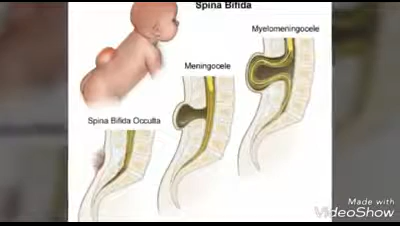 Spina Bifida
Myelomeningocele
Meningocele
Spina Bifida Occulta
Made with
VideoShow